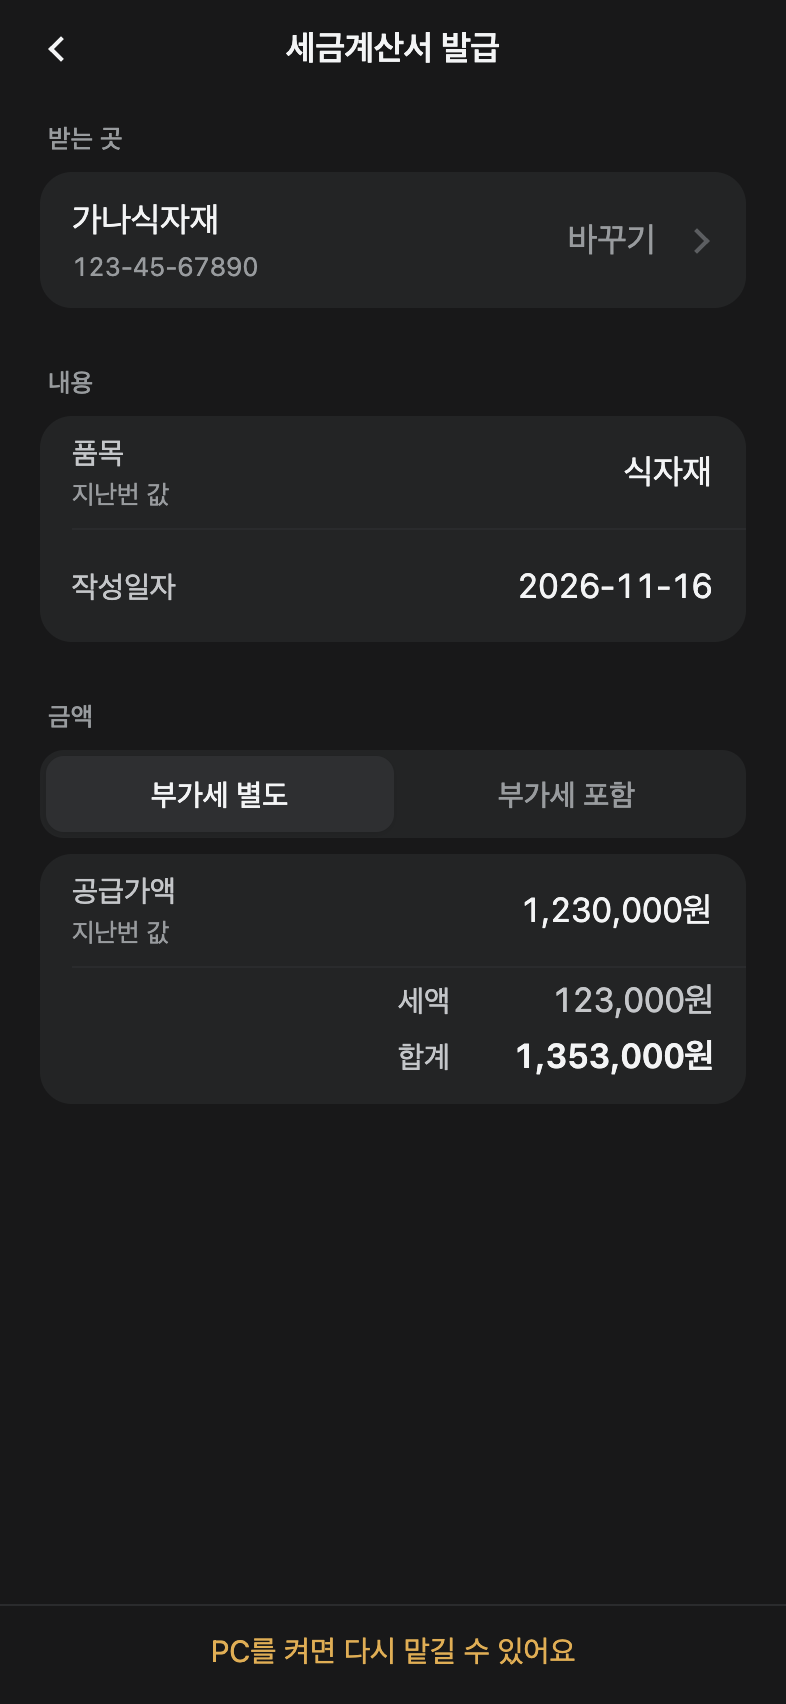 세금계산서 발급
받는 곳
가나식자재
123-45-67890
바꾸기
내용
품목
지난번 값
식자재
작성일자
2026-11-16
금액
부가세 별도
부가세 포함
공급가액
지난번 값
1,230,000원
세액 123,000원
합계 1,353,000원
PC를 켜면 다시 맡길 수 있어요